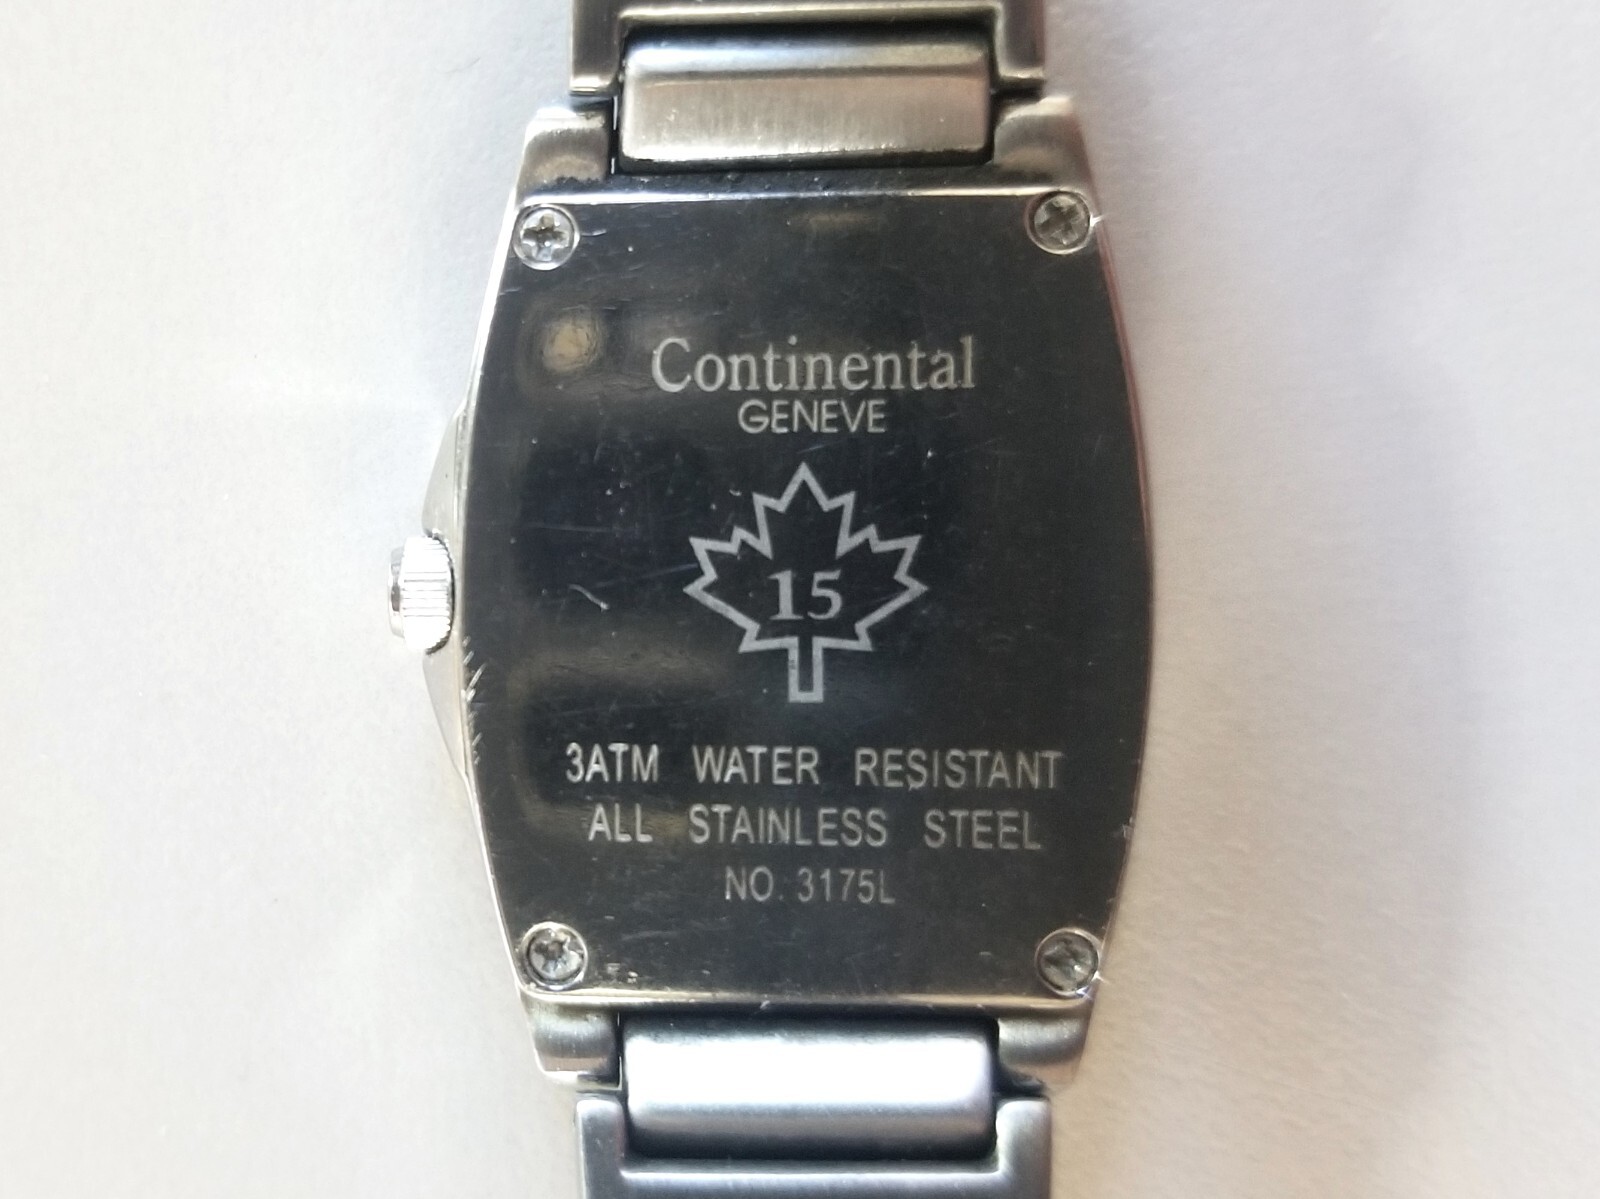 Continental
GENEVE
15
3ATM WATER RESISTANT
ALL STAINLESS STEEL
NO. 3175L